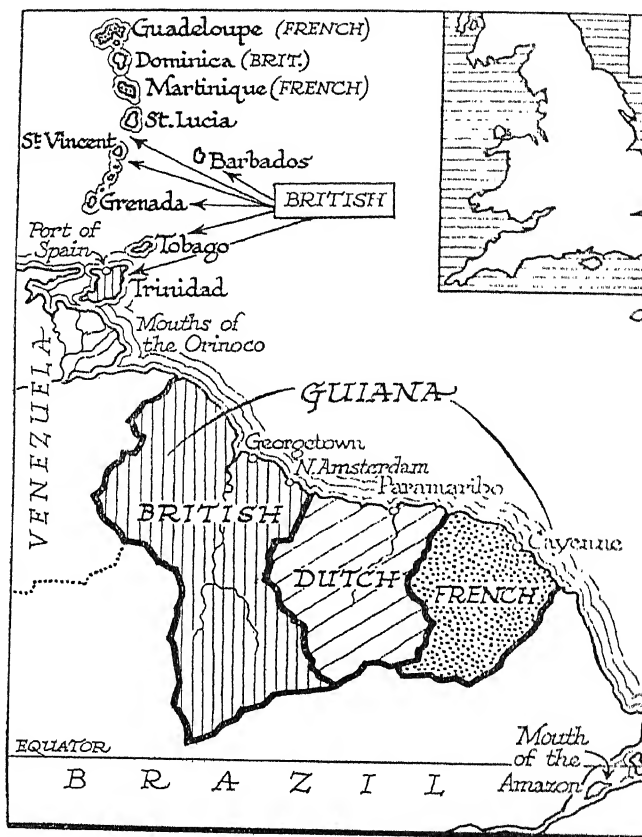 Guadeloupe (FRENCH)
Dominica (BRIT.)
Martinique (FRENCH)
St. Lucia
St Vincent
Barbados
BRITISH
Grenada
Port of
Spain
Tobago
Trinidad
Mouths of
the Orinoco
VENEZUELA
GUIANA
Georgetown
N. Amsterdam
Paramaribo
BRITISH
Cayenne
DUTCH
FRENCH
EQUATOR
Mouth
of the
Amazon
BRAZIL